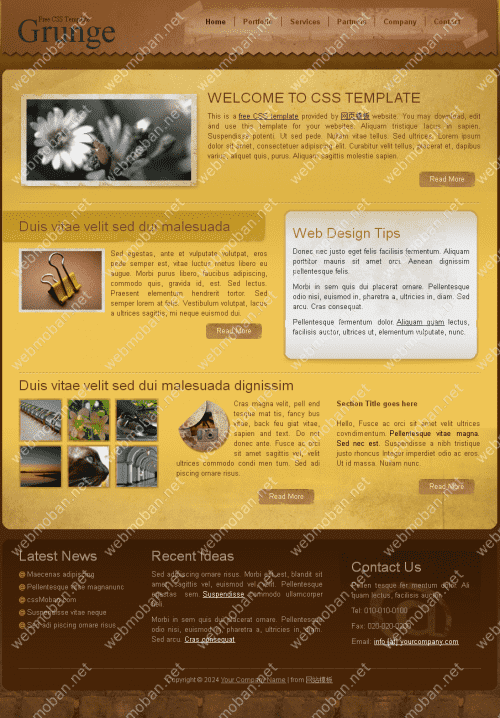 Free CSS Template
Grunge
Home
Portfolio
Services
Partners
Company
Contact
WELCOME TO CSS TEMPLATE
This is a free CSS template provided by 网页模板 website. You may download, edit
and use this template for your websites. Aliquam tristique lacus in sapien.
Suspendisse potenti. Ut sed pede. Nullam vitae tellus. Sed ultrices. Lorem ipsum
dolor sit amet, consectetuer adipiscing elit. Curabitur velit tellus, placerat et, dapibus
varius, aliquet quis, purus. Aliquam sagittis molestie sapien.
Read More
Duis vitae velit sed dui malesuada
Sed egestas, ante et vulputate volutpat, eros
pede semper est, vitae luctus metus libero eu
augue. Morbi purus libero, faucibus adipiscing,
commodo quis, gravida id, est. Sed lectus.
Praesent elementum hendrerit tortor. Sed
semper lorem at felis. Vestibulum volutpat, lacus
a ultrices sagittis, mi neque euismod dui.
Read More
Web Design Tips
Donec nec justo eget felis facilisis fermentum. Aliquam
porttitor mauris sit amet orci. Aenean dignissim
pellentesque felis.
Morbi in sem quis dui placerat ornare. Pellentesque
odio nisi, euismod in, pharetra a, ultricies in, diam. Sed
arcu. Cras consequat.
Pellentesque fermentum dolor. Aliquam quam lectus,
facilisis auctor, ultrices ut, elementum vulputate, nunc.
Duis vitae velit sed dui malesuada dignissim
Cras magna velit, pell end
tesque mat tis, fancy bus
vitae, back feu giat vitae,
sapien and text. Do not
donec ante. Fusce ac orci
sit amet sagittis vel, velit
ultrices commodo condi men tum. Sed adi
piscing ornare risus.
Read More
Section Title goes here
Hello, Fusce ac orci sit amet velit ultrices
condimentum. Pellentesque vitae magna.
Sed nec est. Suspendisse a nibh tristique
justo rhoncus Integer imperdiet odio ac eros.
Ut id massa. Nullam nunc.
Read More
Latest News
Maecenas adipiscing
Pellentesque vitae magnanunc
cssMoban.com
Suspendisse vitae neque
Sed adi piscing ornare risus
Recent Ideas
Sed adipiscing ornare risus. Morbi est est, blandit sit
amet, sagittis vel, euismod vel, velit. Pellentesque
egestas sem. Suspendisse commodo ullamcorper
feli.
Morbi in sem quis dui placerat ornare. Pellentesque
odio nisi, euismod in, pharetra a, ultricies in, diam.
Sed arcu. Cras consequat
Contact Us
Pellen tesque fer mentum dolor. Ali
quam lectus, facilisis auctor.
Tel: 010-010-0100
Fax: 020-020-0200
Email: info [at] yourcompany.com
Copyright © 2024 Your Company Name | from 网站模板
webmoban.net